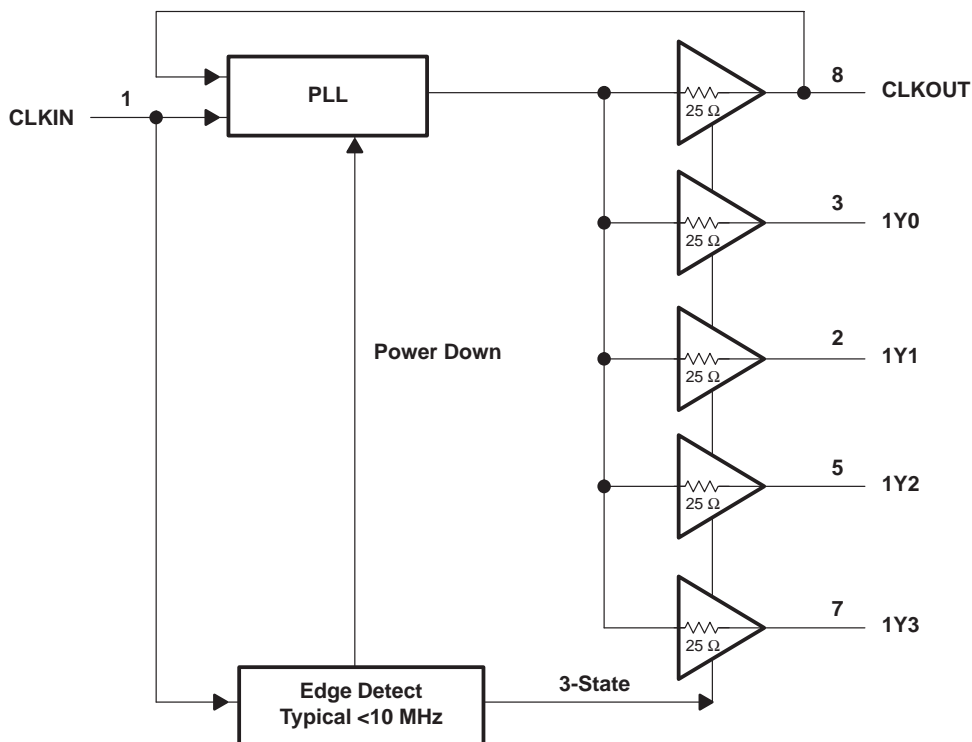 8
CLKOUT
PLL
25 Ω
1
CLKIN
3
1Y0
25 Ω
2
1Y1
Power Down
25 Ω
5
1Y2
25 Ω
7
1Y3
25 Ω
3-State
Edge Detect
Typical <10 MHz